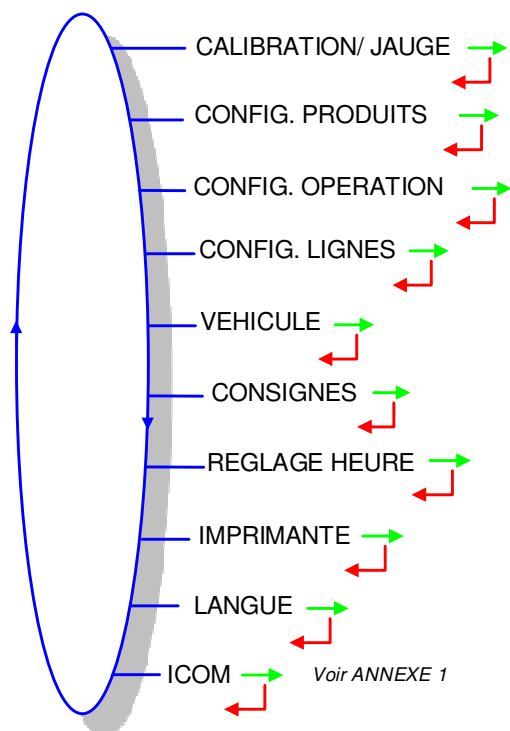 CALIBRATION/ JAUGE
CONFIG. PRODUITS
CONFIG. OPERATION
CONFIG. LIGNES
VEHICULE
CONSIGNES
REGLAGE HEURE
IMPRIMANTE
LANGUE
ICOM Voir ANNEXE 1